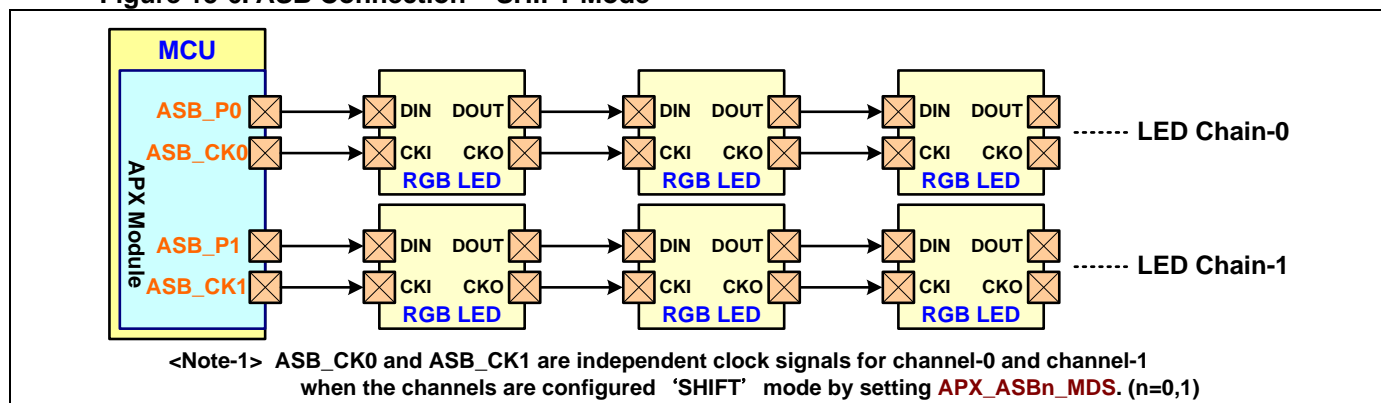 MCU
APX Module
ASB_P0
ASB_CK0
DIN DOUT
CKI CKO
RGB LED
DIN DOUT
CKI CKO
RGB LED
DIN DOUT
CKI CKO
RGB LED
LED Chain-0
ASB_P1
ASB_CK1
DIN DOUT
CKI CKO
RGB LED
DIN DOUT
CKI CKO
RGB LED
DIN DOUT
CKI CKO
RGB LED
LED Chain-1
<Note-1> ASB_CK0 and ASB_CK1 are independent clock signals for channel-0 and channel-1
when the channels are configured ‘SHIFT’ mode by setting APX_ASBn_MDS. (n=0,1)